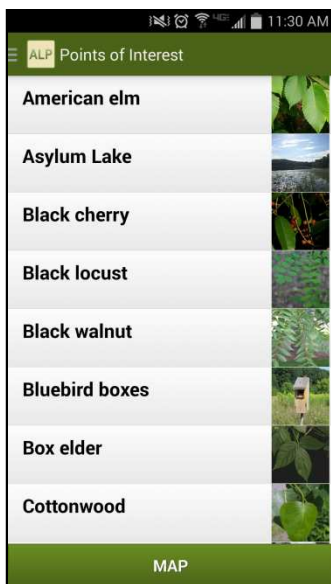 11:30 AM
ALP Points of Interest
American elm
Asylum Lake
Black cherry
Black locust
Black walnut
Bluebird boxes
Box elder
Cottonwood
MAP